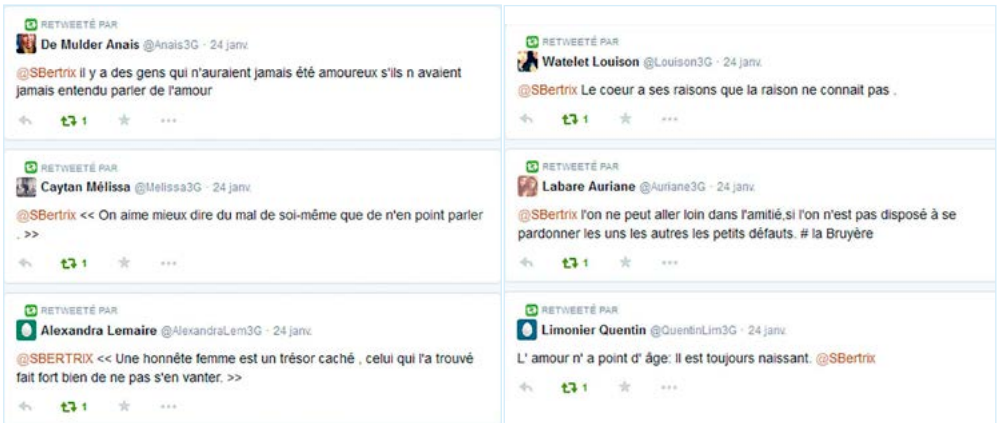 RETWEETÉ PAR
De Mulder Anais @Anais3G · 24 janv.
@SBertrix il y a des gens qui n'auraient jamais été amoureux s'ils n avaient
jamais entendu parler de l'amour
1
RETWEETÉ PAR
Caytan Mélissa @Melissa3G · 24 janv.
@SBertrix << On aime mieux dire du mal de soi-même que de n'en point parler
. >>
1
RETWEETÉ PAR
Alexandra Lemaire @AlexandraLem3G · 24 janv.
@SBERTRIX << Une honnête femme est un trésor caché , celui qui l'a trouvé
fait fort bien de ne pas s'en vanter. >>
1
RETWEETÉ PAR
Watelet Louison @Louison3G · 24 janv.
@SBertrix Le coeur a ses raisons que la raison ne connait pas .
1
RETWEETÉ PAR
Labare Auriane @Auriane3G · 24 janv.
@SBertrix l'on ne peut aller loin dans l'amitié,si l'on n'est pas disposé à se
pardonner les uns les autres les petits défauts. # la Bruyère
1
RETWEETÉ PAR
Limonier Quentin @QuentinLim3G · 24 janv.
L' amour n' a point d' âge: Il est toujours naissant. @SBertrix
1